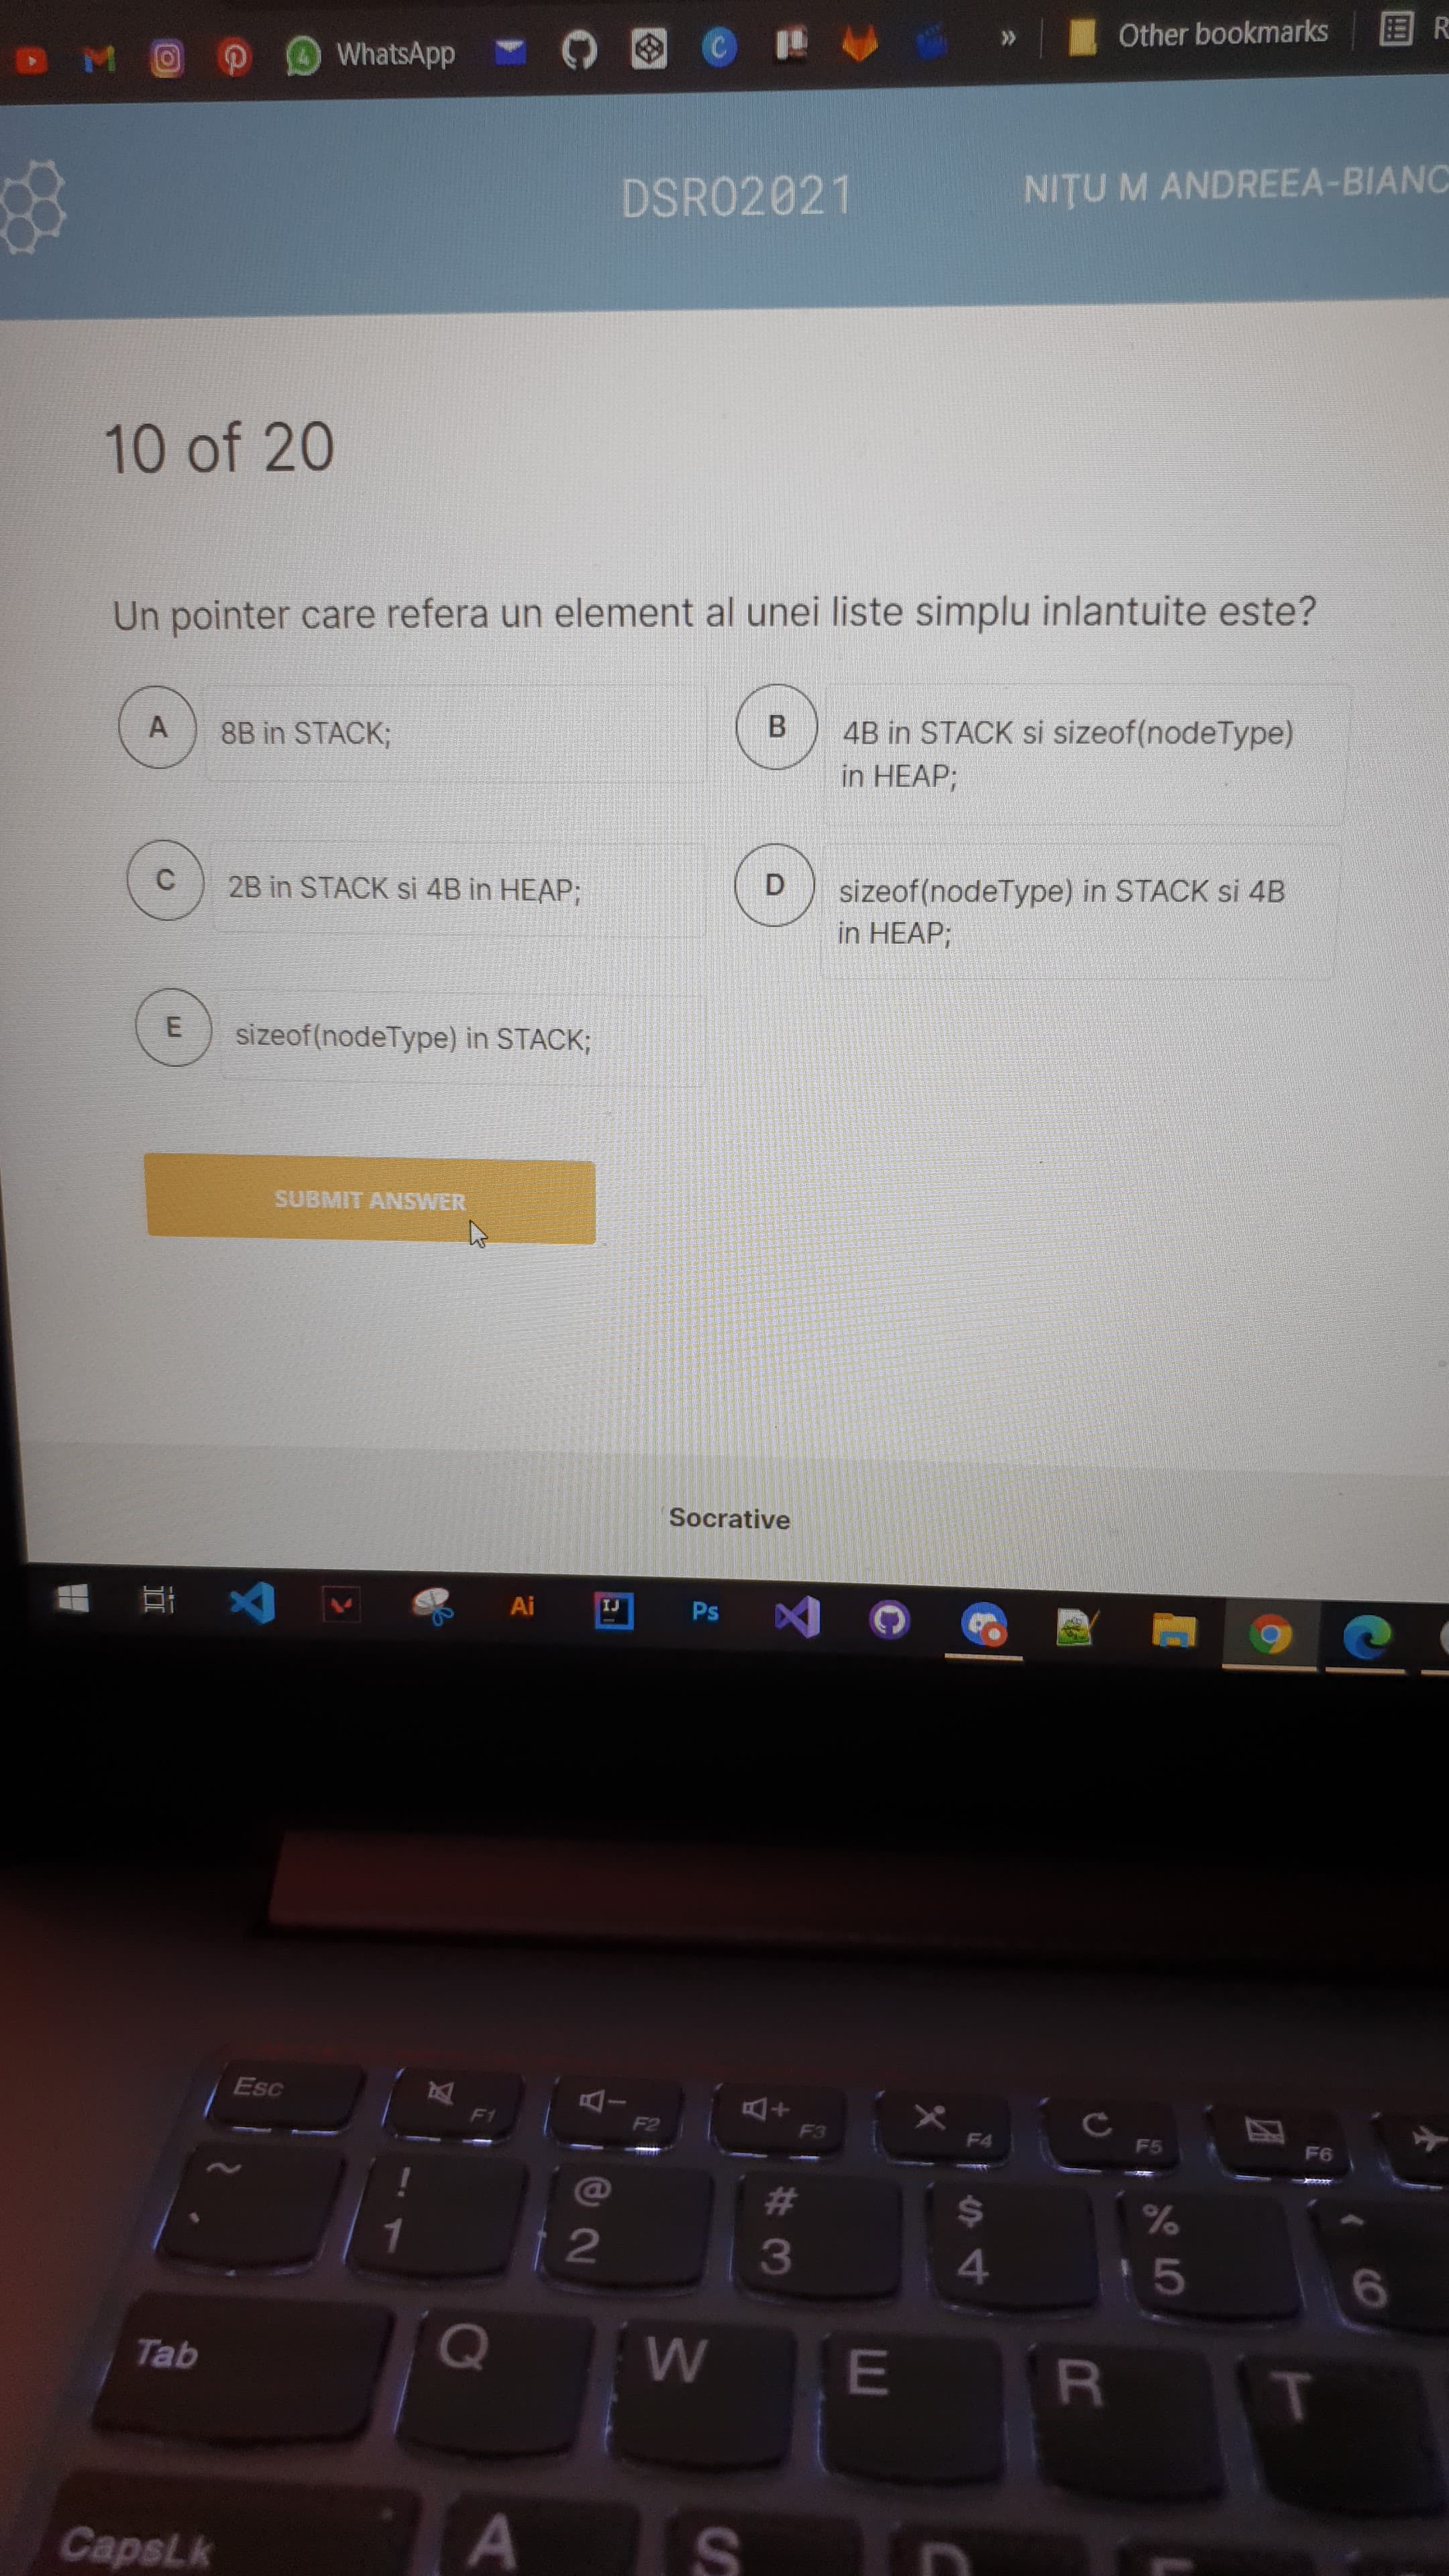 WhatsApp
Other bookmarks
DSRO2021
NIȚU M ANDREEA-BIANC
10 of 20
Un pointer care refera un element al unei liste simplu inlantuite este?
A
8B in STACK;
B
4B in STACK si sizeof(nodeType)
in HEAP;
C
2B in STACK si 4B in HEAP;
D
sizeof(nodeType) in STACK si 4B
in HEAP;
E
sizeof(nodeType) in STACK;
SUBMIT ANSWER
Socrative
Ai
IJ
Ps
Esc
F1
F2
F3
F4
F5
F6
~
`
! 1
@ 2
# 3
$ 4
% 5
^ 6
Tab
Q W E R T
CapsLk
A S D